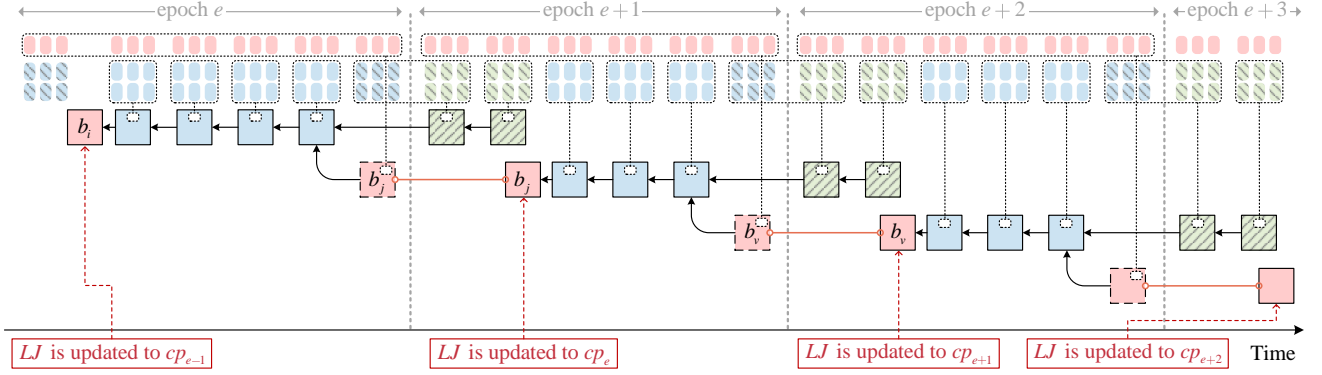 epoch e
epoch e + 1
epoch e + 2
epoch e + 3
b_i
b_j
b_j
b_v
b_v
LJ is updated to cp_{e−1}
LJ is updated to cp_e
LJ is updated to cp_{e+1}
LJ is updated to cp_{e+2}
Time